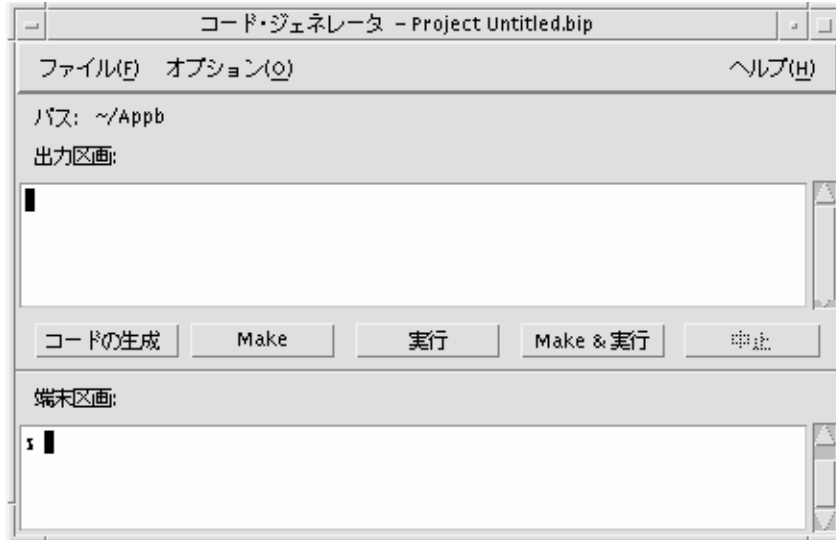 コード・ジェネレータ – Project Untitled.bip
ファイル(F) オプション(O) ヘルプ(H)
パス: ~/Appb
出力区画:
コードの生成 Make 実行 Make & 実行 中止
端末区画: